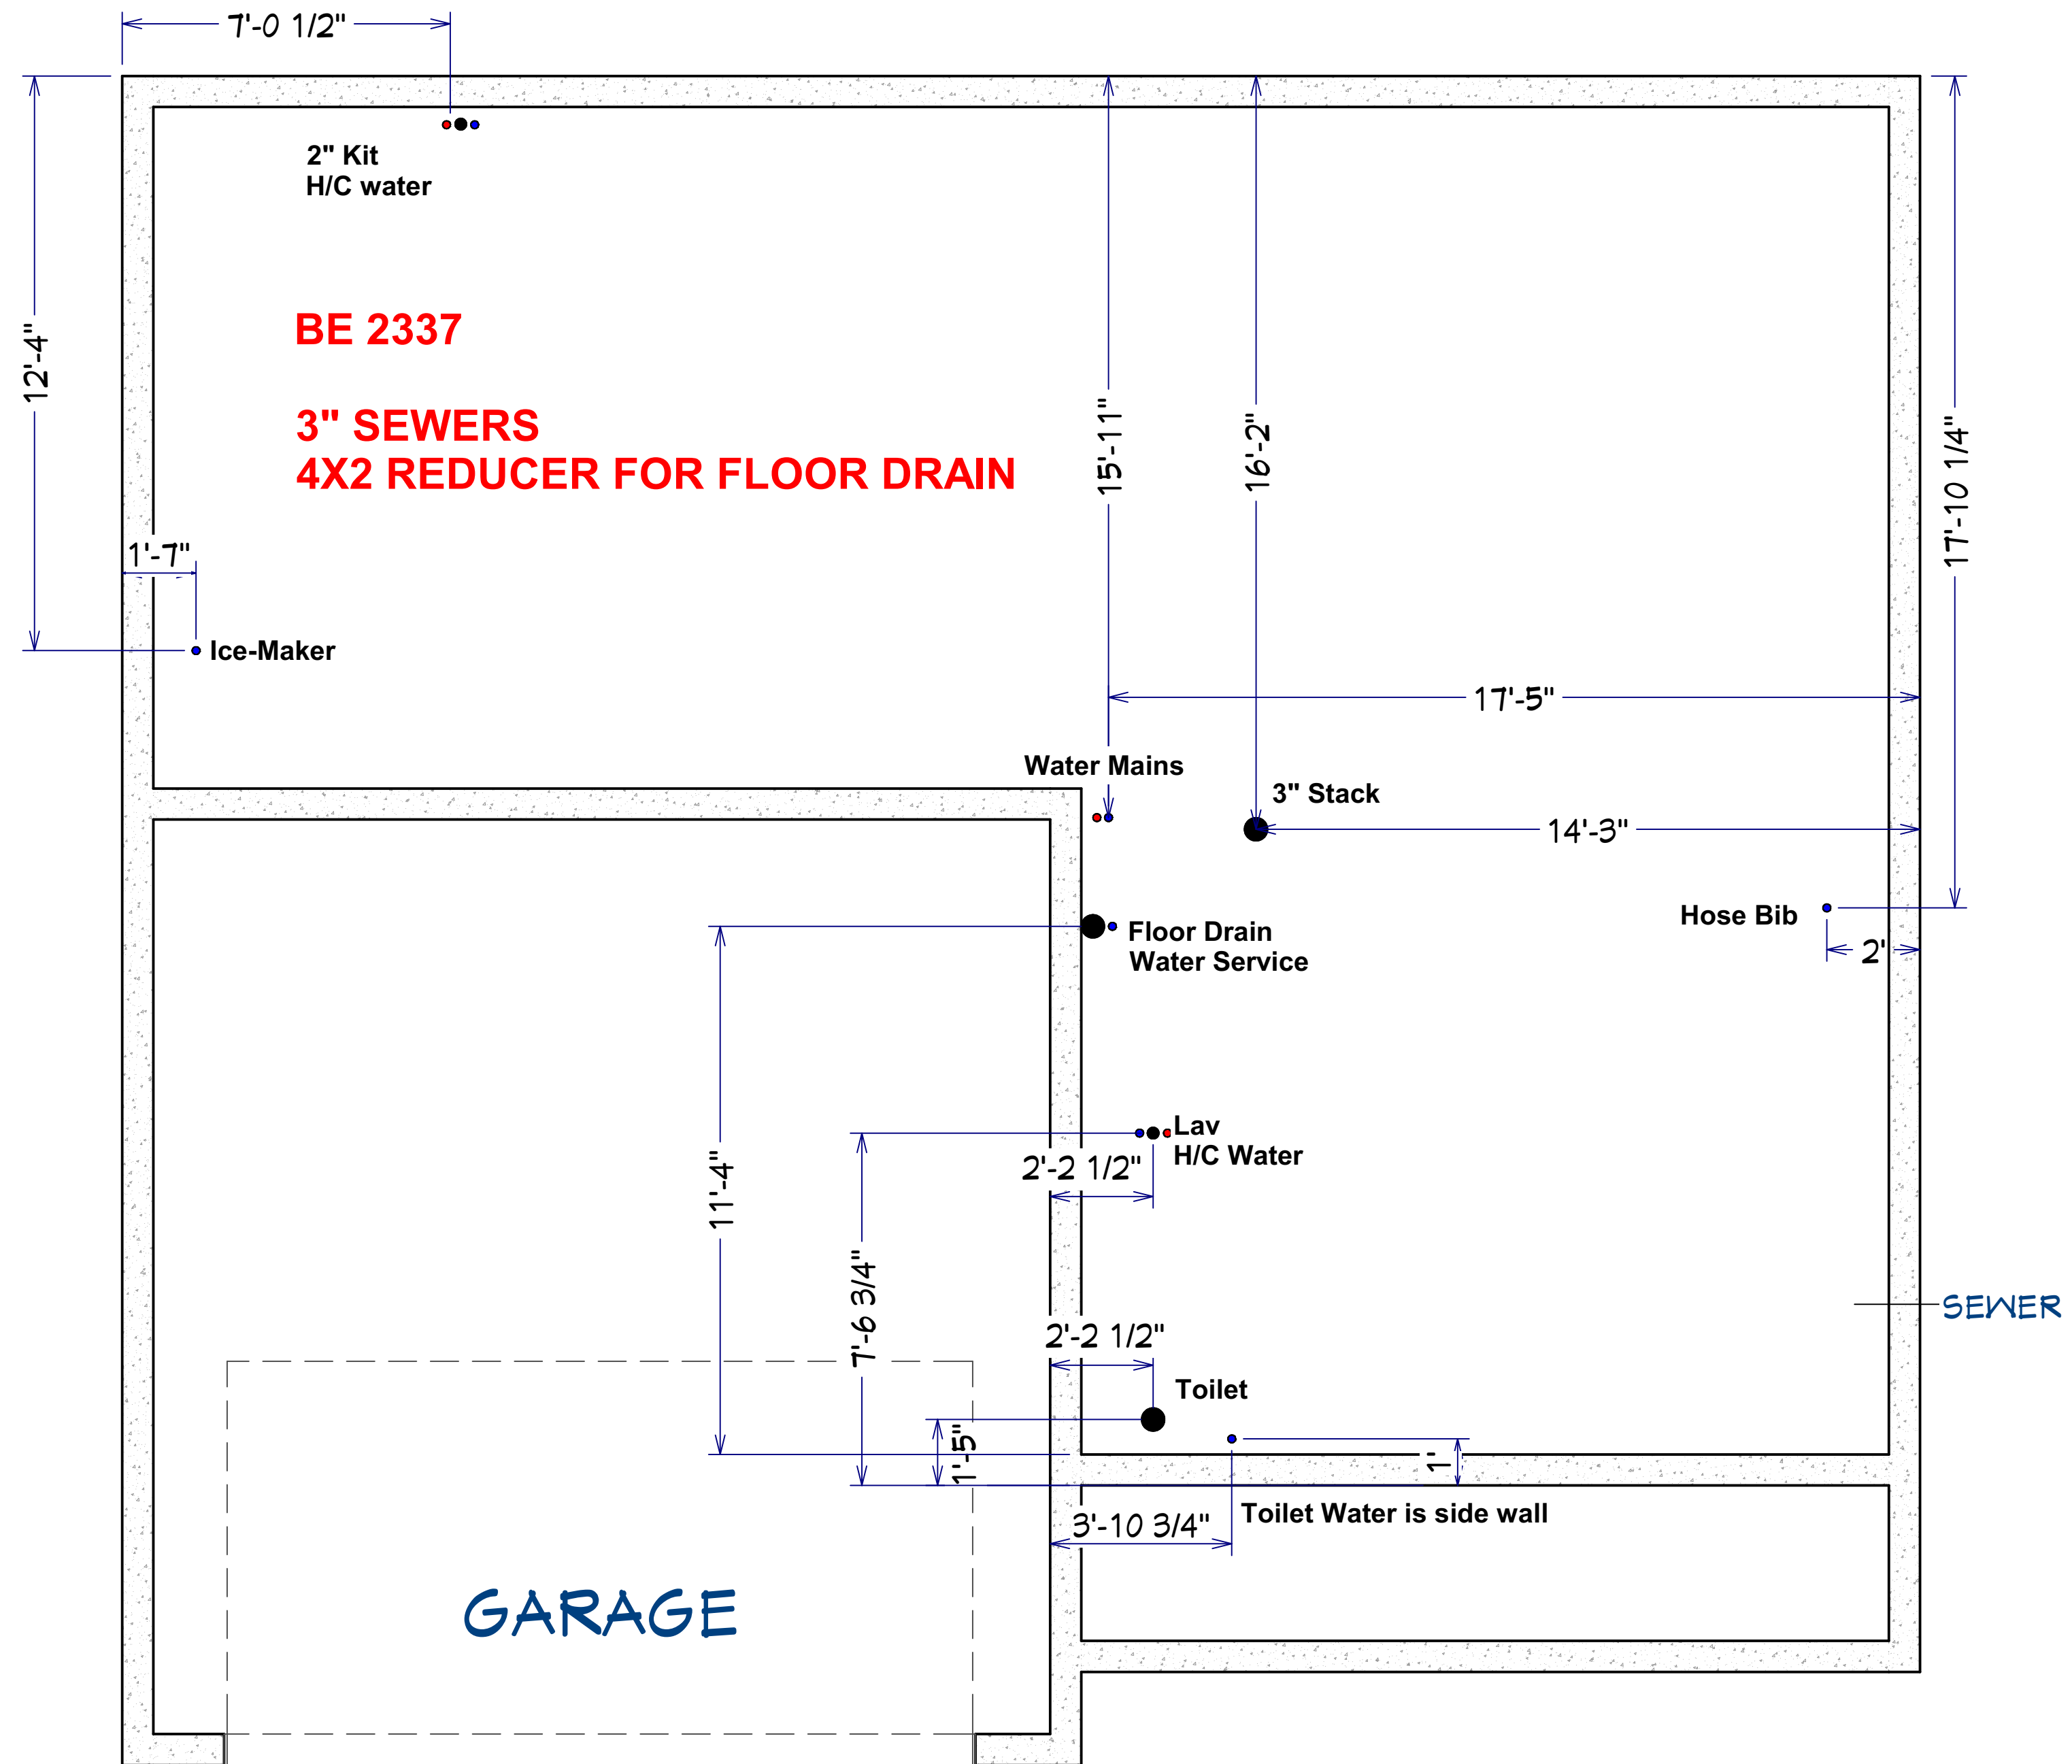 7'-0 1/2"
2" Kit
H/C water
BE 2337
12'-4"
3" SEWERS
4X2 REDUCER FOR FLOOR DRAIN
15'-11"
16'-2"
17'-10 1/4"
1'-7"
Ice-Maker
17'-5"
Water Mains
3" Stack
14'-3"
Hose Bib
2'
Floor Drain
Water Service
Lav
H/C Water
2'-2 1/2"
11'-4"
7'-6 3/4"
SEWER
2'-2 1/2"
Toilet
1'-5"
1'
Toilet Water is side wall
3'-10 3/4"
GARAGE